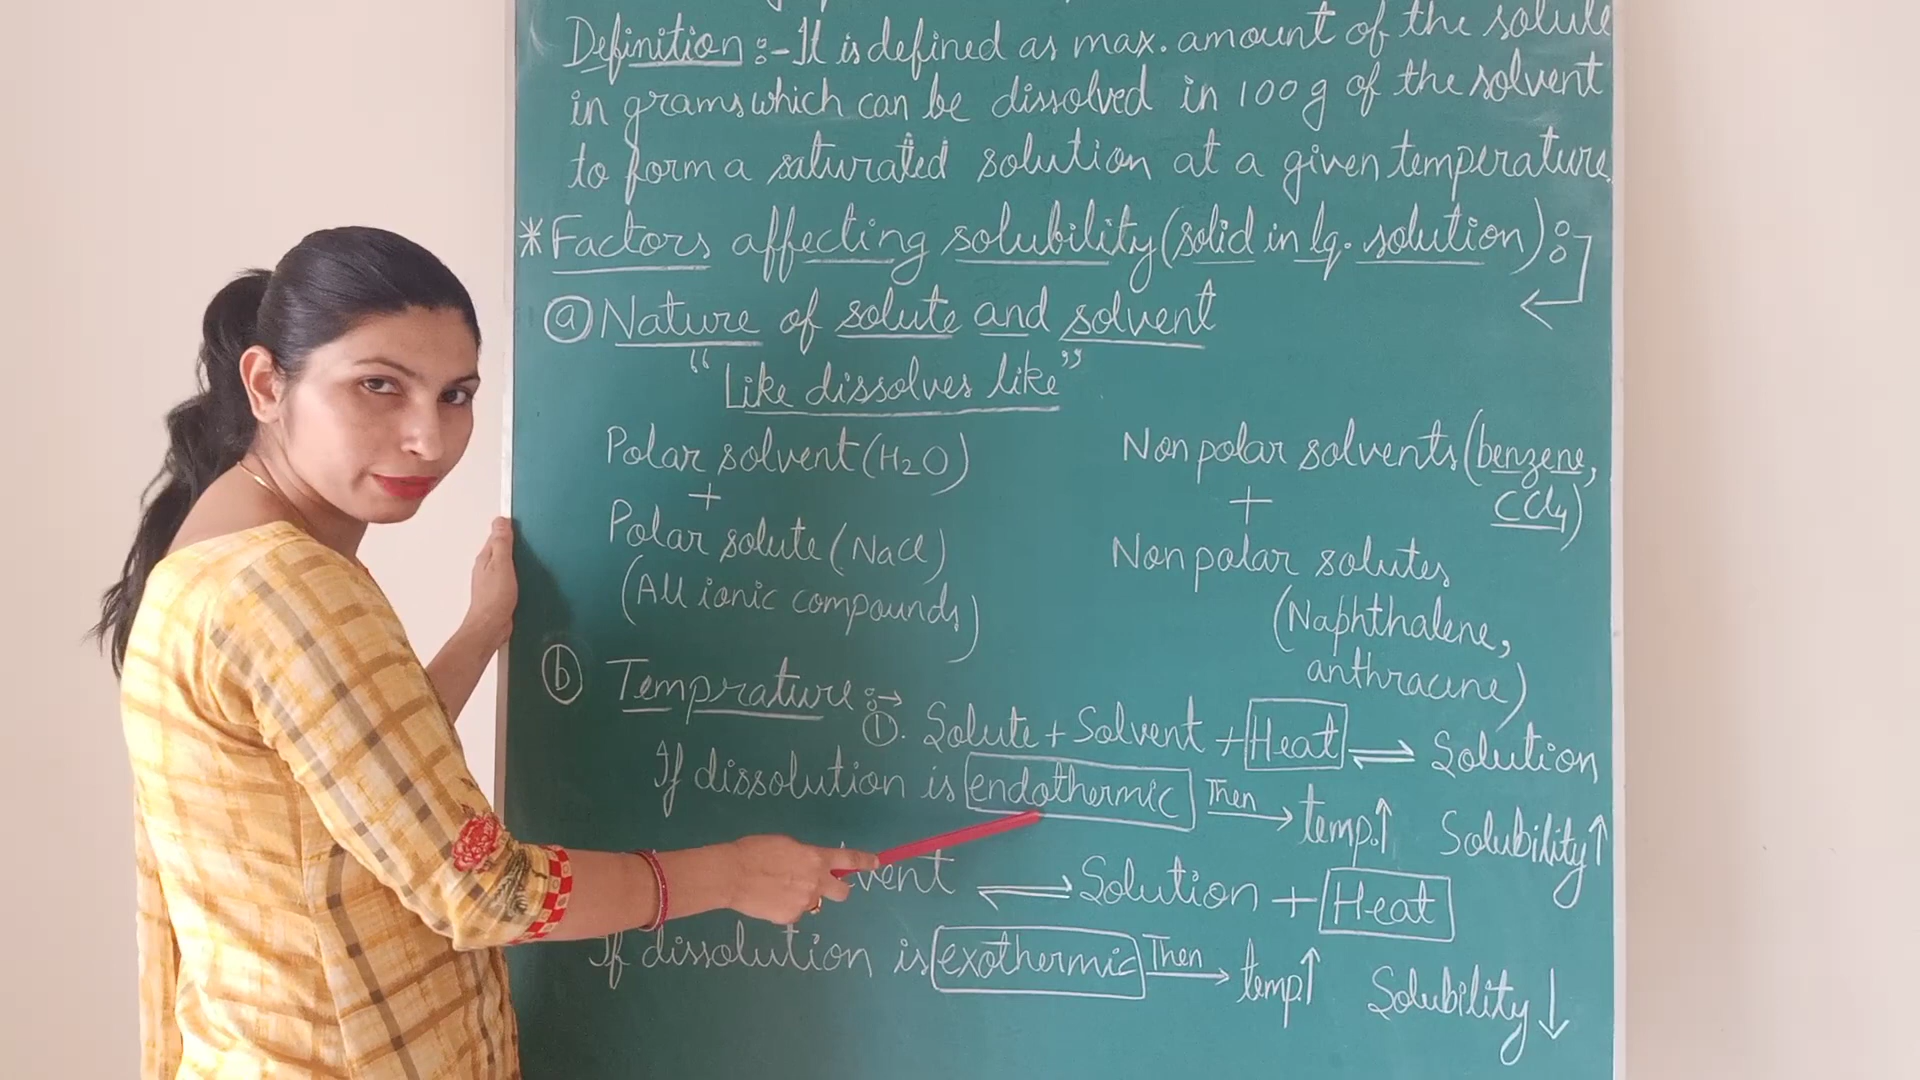 Definition :- It is defined as max. amount of the solute
in grams which can be dissolved in 100g of the solvent
to form a saturated solution at a given temperature.
*Factors affecting solubility (solid in lq. solution):
(a) Nature of solute and solvent
"Like dissolves like"
Polar solvent (H2O)
+
Polar solute (NaCl)
(All ionic compounds)
Non polar solvents (benzene,
CCl4)
+
Non polar solutes
(Naphthalene,
anthracene)
(b) Temprature :→
①. Solute + Solvent + Heat ⇌ Solution
If dissolution is endothermic Then → temp.↑ Solubility↑
vent ⇌ Solution + Heat
If dissolution is exothermic Then → temp.↑ Solubility↓